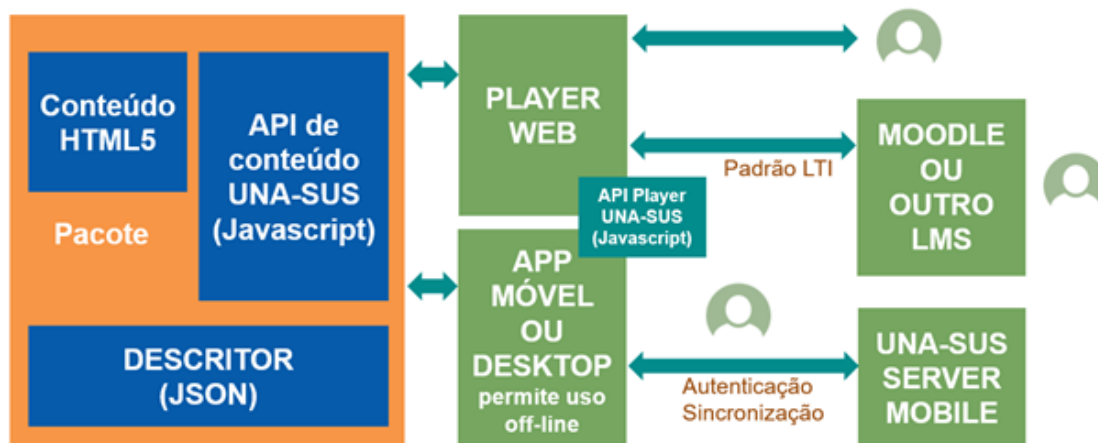 Conteúdo
HTML5
API de
conteúdo
UNA-SUS
(Javascript)
Pacote
DESCRITOR
(JSON)
PLAYER
WEB
API Player
UNA-SUS
(Javascript)
APP
MÓVEL
OU
DESKTOP
permite uso
off-line
Padrão LTI
MOODLE
OU
OUTRO
LMS
Autenticação
Sincronização
UNA-SUS
SERVER
MOBILE